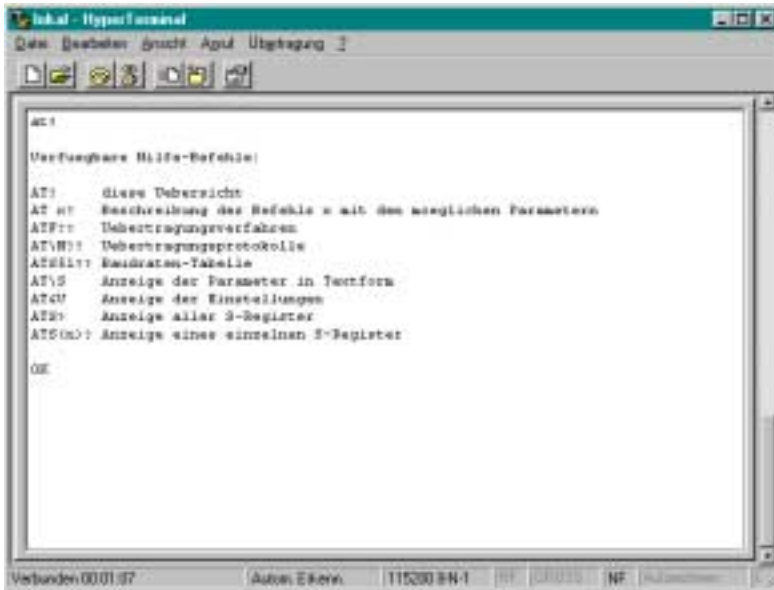 lokal - HyperTerminal
Datei Bearbeiten Ansicht Anruf Übertragung ?
at?
Verfuegbare Hilfe-Befehle:
AT? diese Uebersicht
AT x? Beschreibung des Befehls x mit den moeglichen Parametern
ATF?? Uebertragungsverfahren
AT\N?? Uebertragungsprotokolle
Baudraten-Tabelle
AT\S Anzeige der Parameter in Textform
AT&V Anzeige der Einstellungen
ATS? Anzeige aller S-Register
ATS(n)? Anzeige eines einzelnen S-Register
OK
Verbunden 00:01:07 Autom. Erkenn. 115200 8-N-1 RF GROSS NF Aufzeichnen